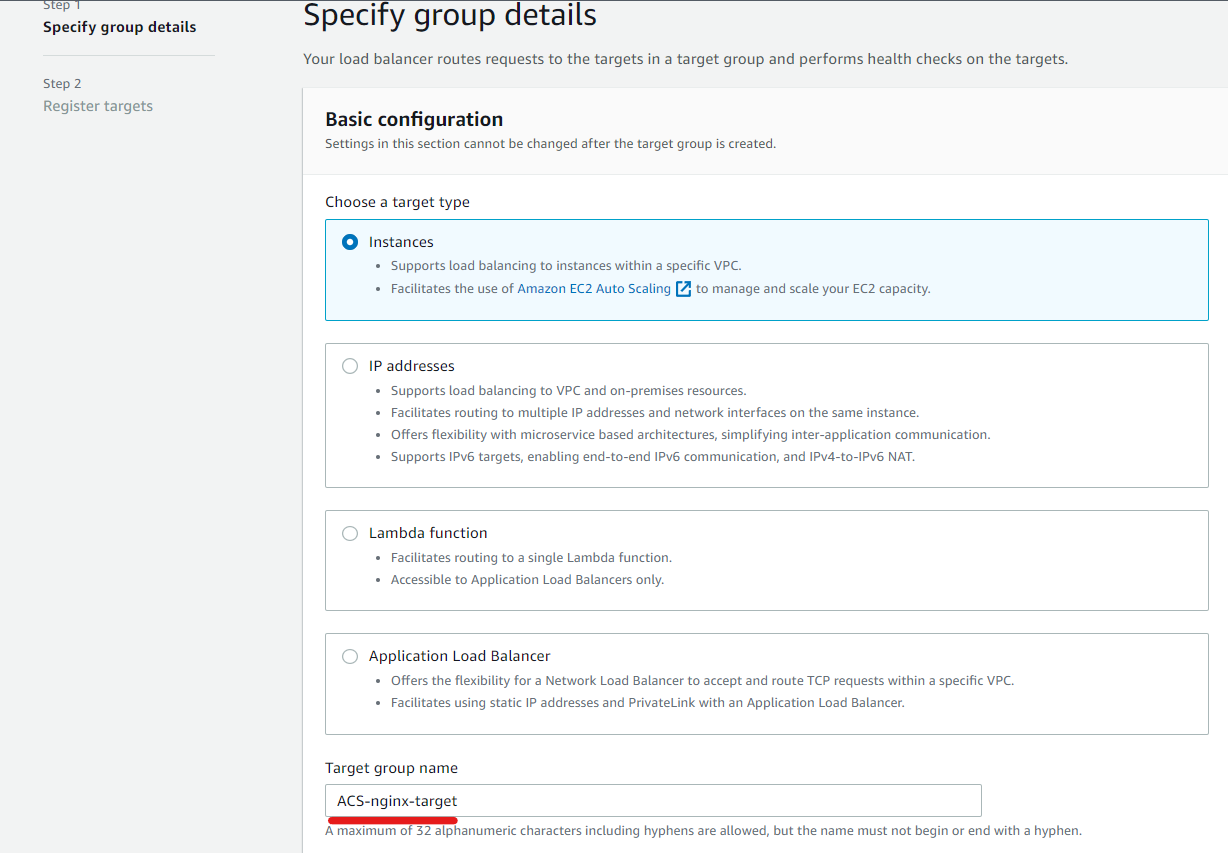 Step 1
Specify group details
Step 2
Register targets
Specify group details
Your load balancer routes requests to the targets in a target group and performs health checks on the targets.
Basic configuration
Settings in this section cannot be changed after the target group is created.
Choose a target type
Instances
• Supports load balancing to instances within a specific VPC.
• Facilitates the use of Amazon EC2 Auto Scaling to manage and scale your EC2 capacity.
IP addresses
• Supports load balancing to VPC and on-premises resources.
• Facilitates routing to multiple IP addresses and network interfaces on the same instance.
• Offers flexibility with microservice based architectures, simplifying inter-application communication.
• Supports IPv6 targets, enabling end-to-end IPv6 communication, and IPv4-to-IPv6 NAT.
Lambda function
• Facilitates routing to a single Lambda function.
• Accessible to Application Load Balancers only.
Application Load Balancer
• Offers the flexibility for a Network Load Balancer to accept and route TCP requests within a specific VPC.
• Facilitates using static IP addresses and PrivateLink with an Application Load Balancer.
Target group name
ACS-nginx-target
A maximum of 32 alphanumeric characters including hyphens are allowed, but the name must not begin or end with a hyphen.